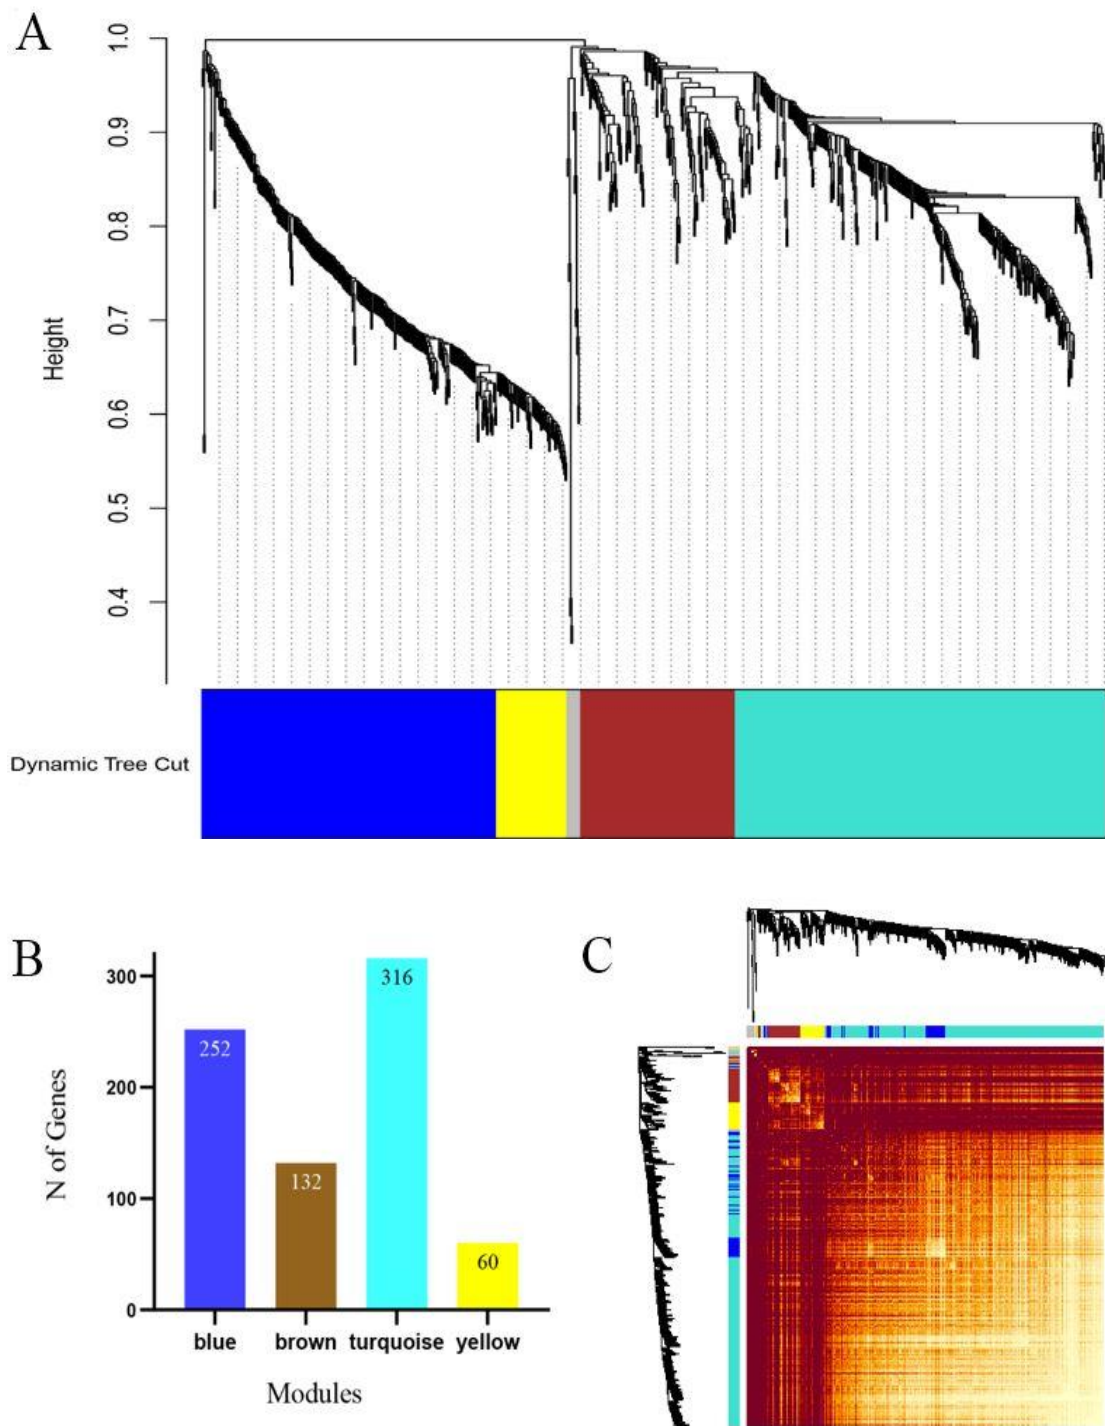 A
1.0
0.9
0.8
0.7
0.6
0.5
0.4
Height
Dynamic Tree Cut
B
300
200
100
0
N of Genes
252
132
316
60
blue brown turquoise yellow
Modules
C